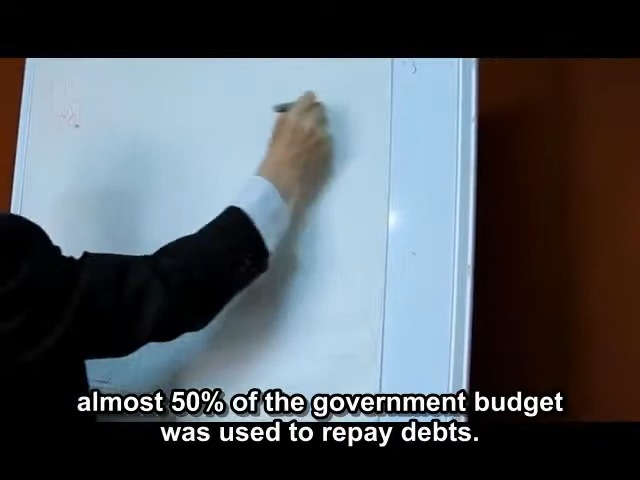 almost 50% of the government budget
was used to repay debts.